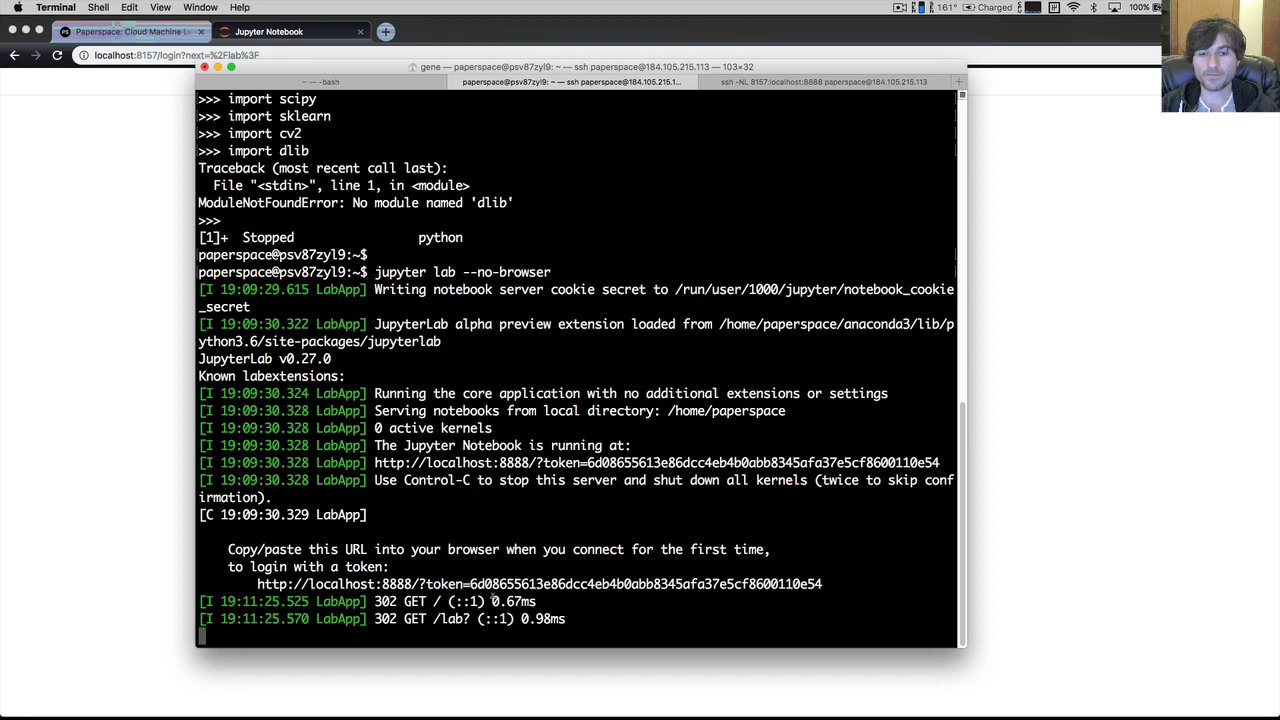 Terminal Shell Edit View Window Help 161° Charged 100%
Paperspace: Cloud Machine Le Jupyter Notebook
localhost:8157/login?next=%2Flab%3F
gene — paperspace@psv87zyl9: ~ — ssh paperspace@184.105.215.113 — 103×32
~ — -bash paperspace@psv87zyl9: ~ — ssh paperspace@184.105.215.1... ssh -NL 8157:localhost:8888 paperspace@184.105.215.113
>>> import scipy
>>> import sklearn
>>> import cv2
>>> import dlib
Traceback (most recent call last):
File "<stdin>", line 1, in <module>
ModuleNotFoundError: No module named 'dlib'
>>>
[1]+ Stopped python
paperspace@psv87zyl9:~$
paperspace@psv87zyl9:~$ jupyter lab --no-browser
[I 19:09:29.615 LabApp] Writing notebook server cookie secret to /run/user/1000/jupyter/notebook_cookie
_secret
[I 19:09:30.322 LabApp] JupyterLab alpha preview extension loaded from /home/paperspace/anaconda3/lib/p
ython3.6/site-packages/jupyterlab
JupyterLab v0.27.0
Known labextensions:
[I 19:09:30.324 LabApp] Running the core application with no additional extensions or settings
[I 19:09:30.328 LabApp] Serving notebooks from local directory: /home/paperspace
[I 19:09:30.328 LabApp] 0 active kernels
[I 19:09:30.328 LabApp] The Jupyter Notebook is running at:
[I 19:09:30.328 LabApp] http://localhost:8888/?token=6d08655613e86dcc4eb4b0abb8345afa37e5cf8600110e54
[I 19:09:30.328 LabApp] Use Control-C to stop this server and shut down all kernels (twice to skip conf
irmation).
[C 19:09:30.329 LabApp]
Copy/paste this URL into your browser when you connect for the first time,
to login with a token:
http://localhost:8888/?token=6d08655613e86dcc4eb4b0abb8345afa37e5cf8600110e54
[I 19:11:25.525 LabApp] 302 GET / (::1) 0.67ms
[I 19:11:25.570 LabApp] 302 GET /lab? (::1) 0.98ms